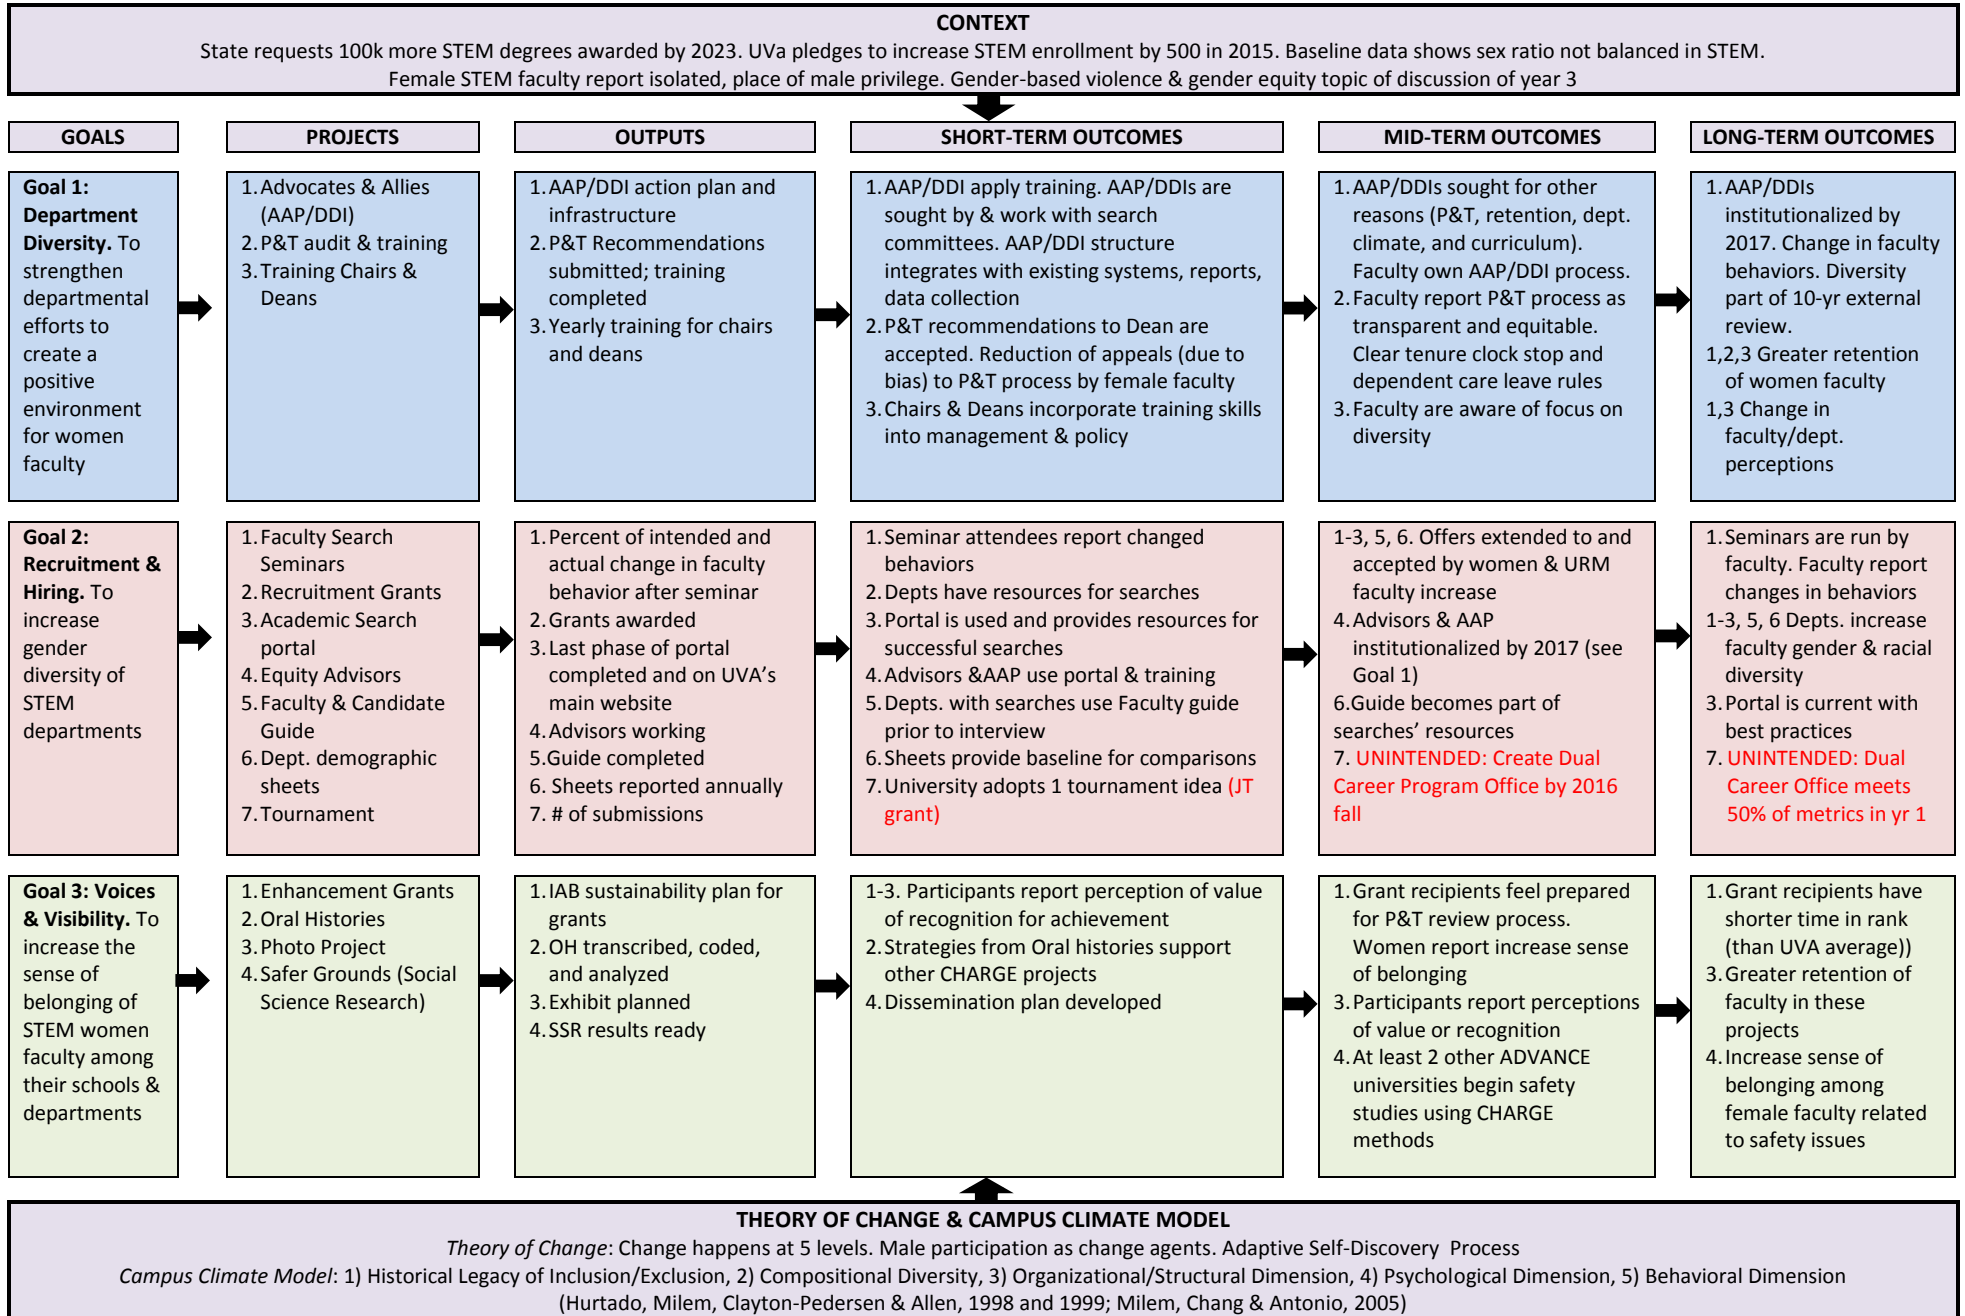 CONTEXT
State requests 100k more STEM degrees awarded by 2023. UVa pledges to increase STEM enrollment by 500 in 2015. Baseline data shows sex ratio not balanced in STEM.
Female STEM faculty report isolated, place of male privilege. Gender-based violence & gender equity topic of discussion of year 3
GOALS
PROJECTS
OUTPUTS
SHORT-TERM OUTCOMES
MID-TERM OUTCOMES
LONG-TERM OUTCOMES
Goal 1:
Department
Diversity. To
strengthen
departmental
efforts to
create a
positive
environment
for women
faculty
1. Advocates & Allies
(AAP/DDI)
2. P&T audit & training
3. Training Chairs &
Deans
1. AAP/DDI action plan and
infrastructure
2. P&T Recommendations
submitted; training
completed
3. Yearly training for chairs
and deans
1. AAP/DDI apply training. AAP/DDIs are
sought by & work with search
committees. AAP/DDI structure
integrates with existing systems, reports,
data collection
2. P&T recommendations to Dean are
accepted. Reduction of appeals (due to
bias) to P&T process by female faculty
3. Chairs & Deans incorporate training skills
into management & policy
1. AAP/DDIs sought for other
reasons (P&T, retention, dept.
climate, and curriculum).
Faculty own AAP/DDI process.
2. Faculty report P&T process as
transparent and equitable.
Clear tenure clock stop and
dependent care leave rules
3. Faculty are aware of focus on
diversity
1. AAP/DDIs
institutionalized by
2017. Change in faculty
behaviors. Diversity
part of 10-yr external
review.
1,2,3 Greater retention
of women faculty
1,3 Change in
faculty/dept.
perceptions
Goal 2:
Recruitment &
Hiring. To
increase
gender
diversity of
STEM
departments
1. Faculty Search
Seminars
2. Recruitment Grants
3. Academic Search
portal
4. Equity Advisors
5. Faculty & Candidate
Guide
6. Dept. demographic
sheets
7. Tournament
1. Percent of intended and
actual change in faculty
behavior after seminar
2. Grants awarded
3. Last phase of portal
completed and on UVA's
main website
4. Advisors working
5.Guide completed
6. Sheets reported annually
7. # of submissions
1. Seminar attendees report changed
behaviors
2. Depts have resources for searches
3. Portal is used and provides resources for
successful searches
4. Advisors &AAP use portal & training
5. Depts. with searches use Faculty guide
prior to interview
6. Sheets provide baseline for comparisons
7. University adopts 1 tournament idea (JT
grant)
1-3, 5, 6. Offers extended to and
accepted by women & URM
faculty increase
4. Advisors & AAP
institutionalized by 2017 (see
Goal 1)
6.Guide becomes part of
searches' resources
7. UNINTENDED: Create Dual
Career Program Office by 2016
fall
1. Seminars are run by
faculty. Faculty report
changes in behaviors
1-3, 5, 6 Depts. increase
faculty gender & racial
diversity
3. Portal is current with
best practices
7. UNINTENDED: Dual
Career Office meets
50% of metrics in yr 1
Goal 3: Voices
& Visibility. To
increase the
sense of
belonging of
STEM women
faculty among
their schools &
departments
1. Enhancement Grants
2. Oral Histories
3. Photo Project
4. Safer Grounds (Social
Science Research)
1. IAB sustainability plan for
grants
2. OH transcribed, coded,
and analyzed
3. Exhibit planned
4. SSR results ready
1-3. Participants report perception of value
of recognition for achievement
2. Strategies from Oral histories support
other CHARGE projects
4. Dissemination plan developed
1. Grant recipients feel prepared
for P&T review process.
Women report increase sense
of belonging
3. Participants report perceptions
of value or recognition
4. At least 2 other ADVANCE
universities begin safety
studies using CHARGE
methods
1. Grant recipients have
shorter time in rank
(than UVA average))
3. Greater retention of
faculty in these
projects
4. Increase sense of
belonging among
female faculty related
to safety issues
THEORY OF CHANGE & CAMPUS CLIMATE MODEL
Theory of Change: Change happens at 5 levels. Male participation as change agents. Adaptive Self-Discovery Process
Campus Climate Model: 1) Historical Legacy of Inclusion/Exclusion, 2) Compositional Diversity, 3) Organizational/Structural Dimension, 4) Psychological Dimension, 5) Behavioral Dimension
(Hurtado, Milem, Clayton-Pedersen & Allen, 1998 and 1999; Milem, Chang & Antonio, 2005)